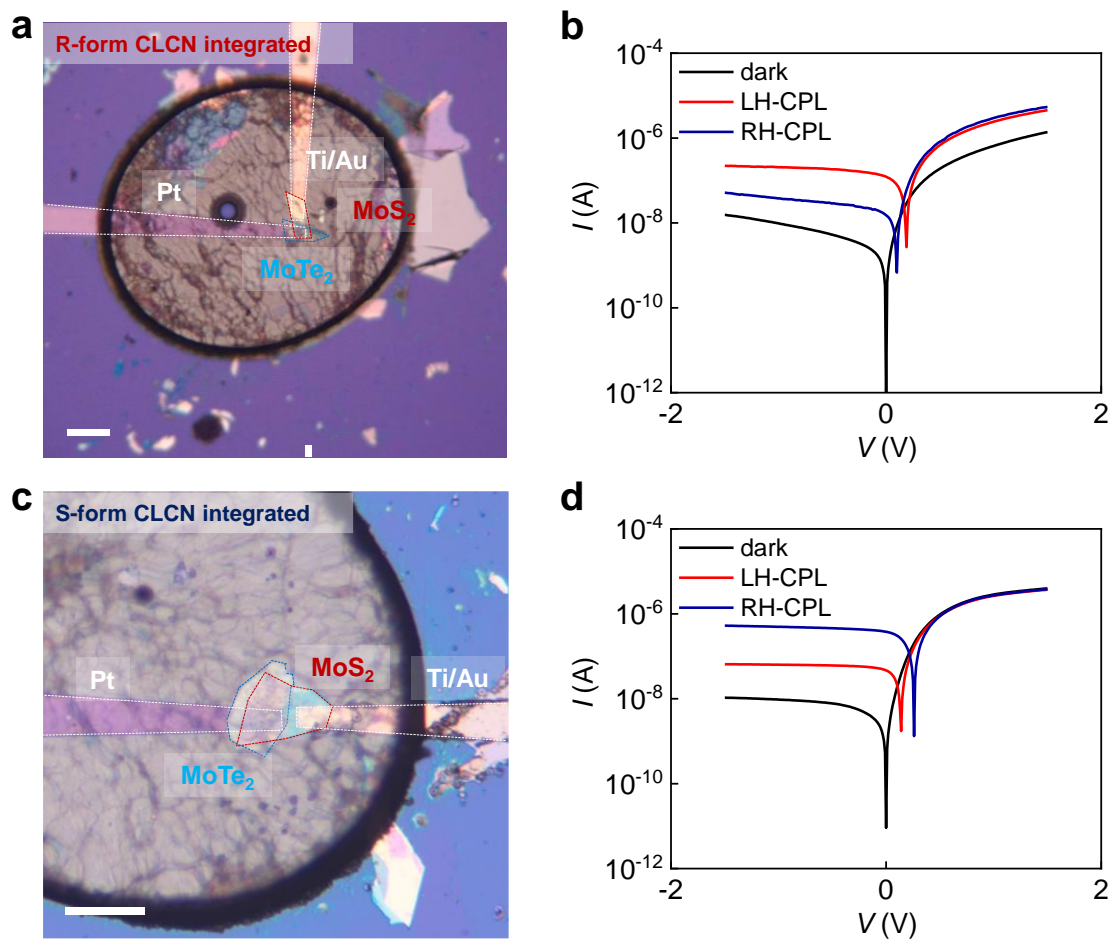 a
R-form CLCN integrated
Ti/Au
Pt
MoS₂
MoTe₂
b
10⁻⁴
10⁻⁶
10⁻⁸
10⁻¹⁰
10⁻¹²
I (A)
dark
LH-CPL
RH-CPL
-2
0
2
V (V)
c
S-form CLCN integrated
MoS₂
Pt
Ti/Au
MoTe₂
d
10⁻⁴
10⁻⁶
10⁻⁸
10⁻¹⁰
10⁻¹²
I (A)
dark
LH-CPL
RH-CPL
-2
0
2
V (V)